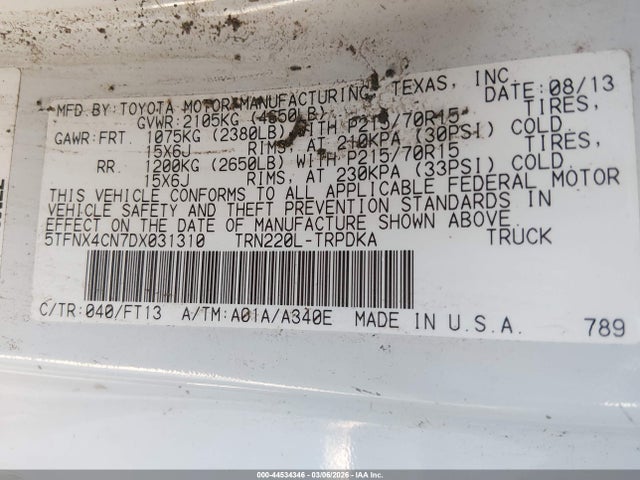 MFD BY: TOYOTA MOTOR MANUFACTURING, TEXAS, INC. DATE: 08/13
GVWR: 2105KG (4650LB)
GAWR: FRT. 1075KG (2380LB) WITH P215/70R15 TIRES,
15X6J RIMS, AT 210KPA (30PSI) COLD.
RR. 1200KG (2650LB) WITH P215/70R15 TIRES,
15X6J RIMS, AT 230KPA (33PSI) COLD.
THIS VEHICLE CONFORMS TO ALL APPLICABLE FEDERAL MOTOR
VEHICLE SAFETY AND THEFT PREVENTION STANDARDS IN
EFFECT ON THE DATE OF MANUFACTURE SHOWN ABOVE.
5TFNX4CN7DX031310 TRN220L-TRPDKA TRUCK
C/TR: 040/FT13 A/TM: A01A/A340E MADE IN U.S.A. 789
000-44534346 - 03/06/2026 - IAA Inc.